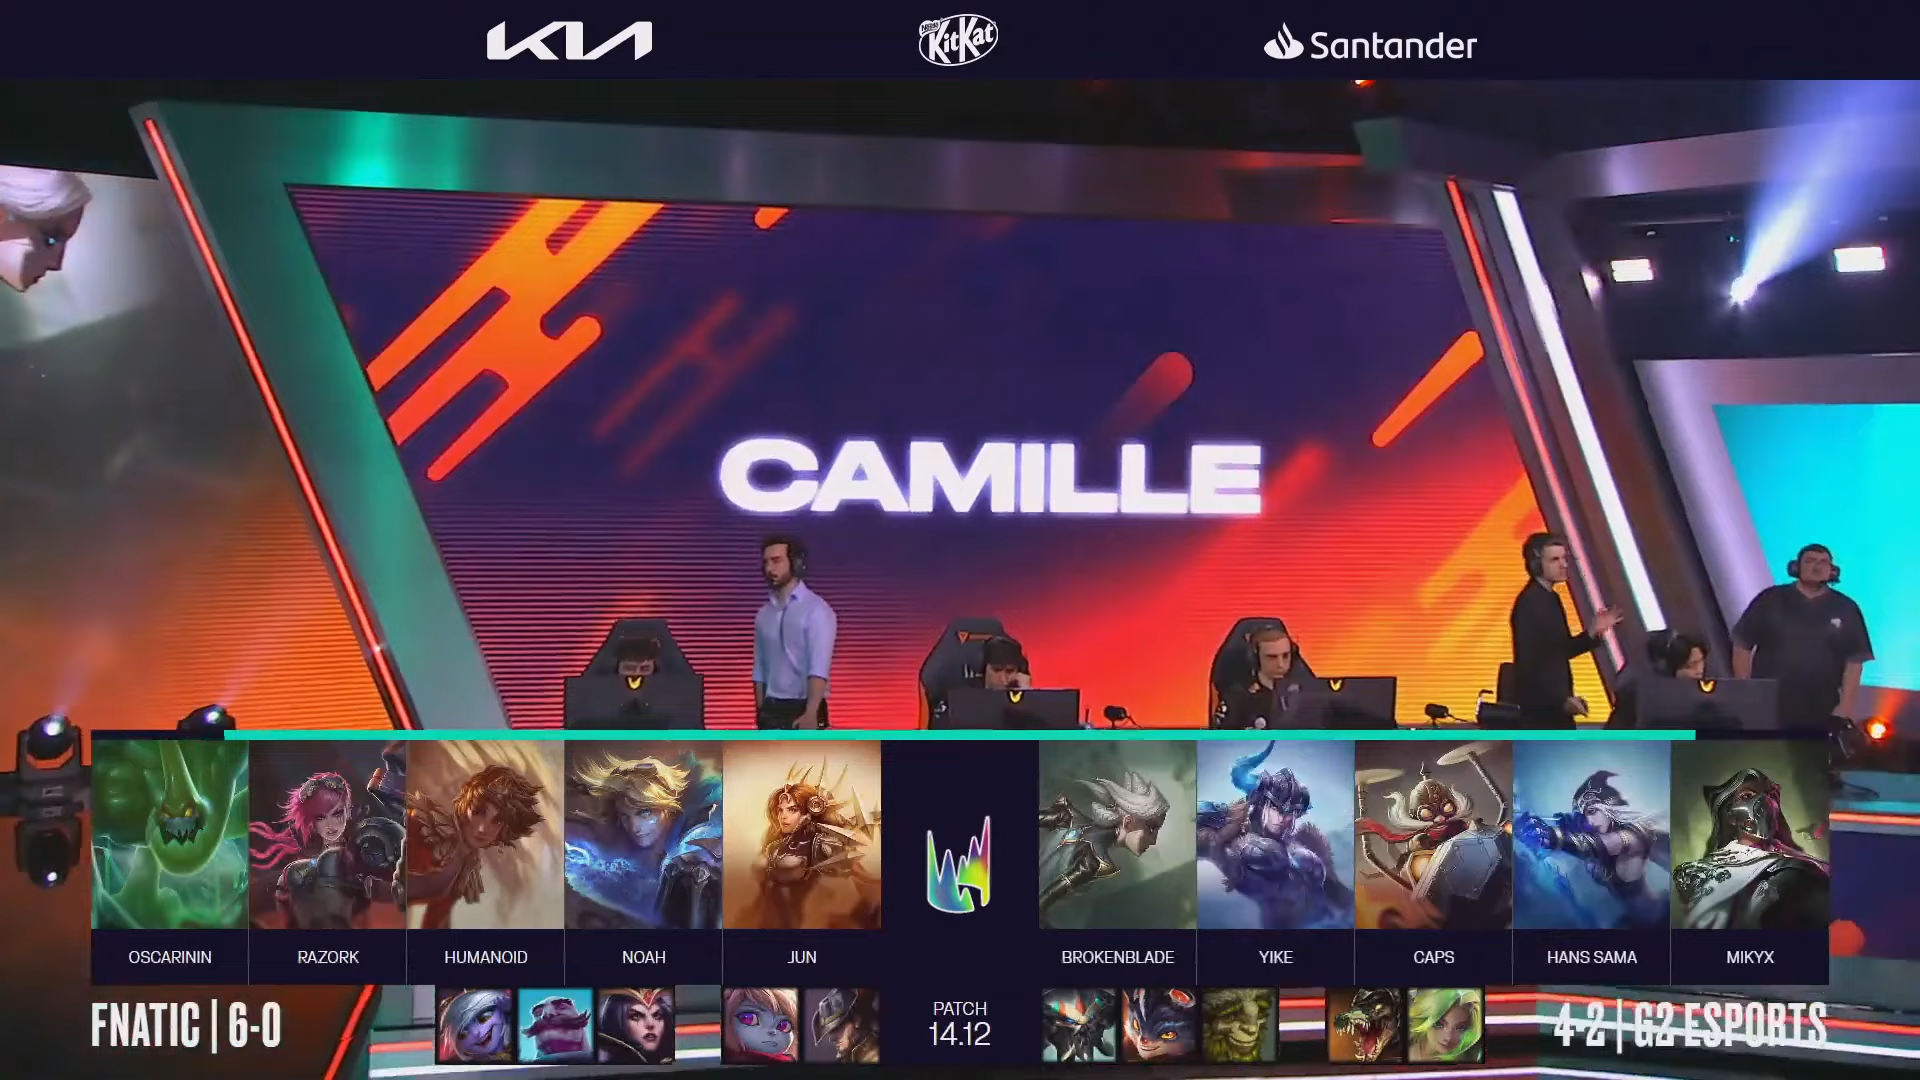 KIA
Nestlé
KitKat
Santander
CAMILLE
OSCARININ
RAZORK
HUMANOID
NOAH
JUN
BROKENBLADE
YIKE
CAPS
HANS SAMA
MIKYX
FNATIC | 6-0
PATCH
14.12
4-2 | G2 ESPORTS